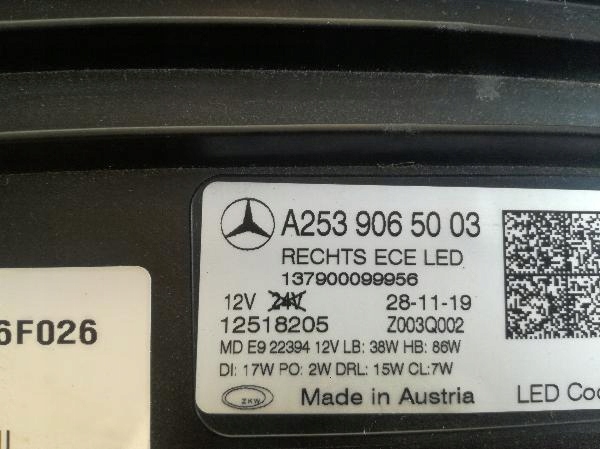 A253 906 50 03
RECHTS ECE LED
137900099956
12V 24V 28-11-19
12518205 Z003Q002
MD E9 22394 12V LB: 38W HB: 86W
DI: 17W PO: 2W DRL: 15W CL:7W
ZKW Made in Austria LED Coo
6F026